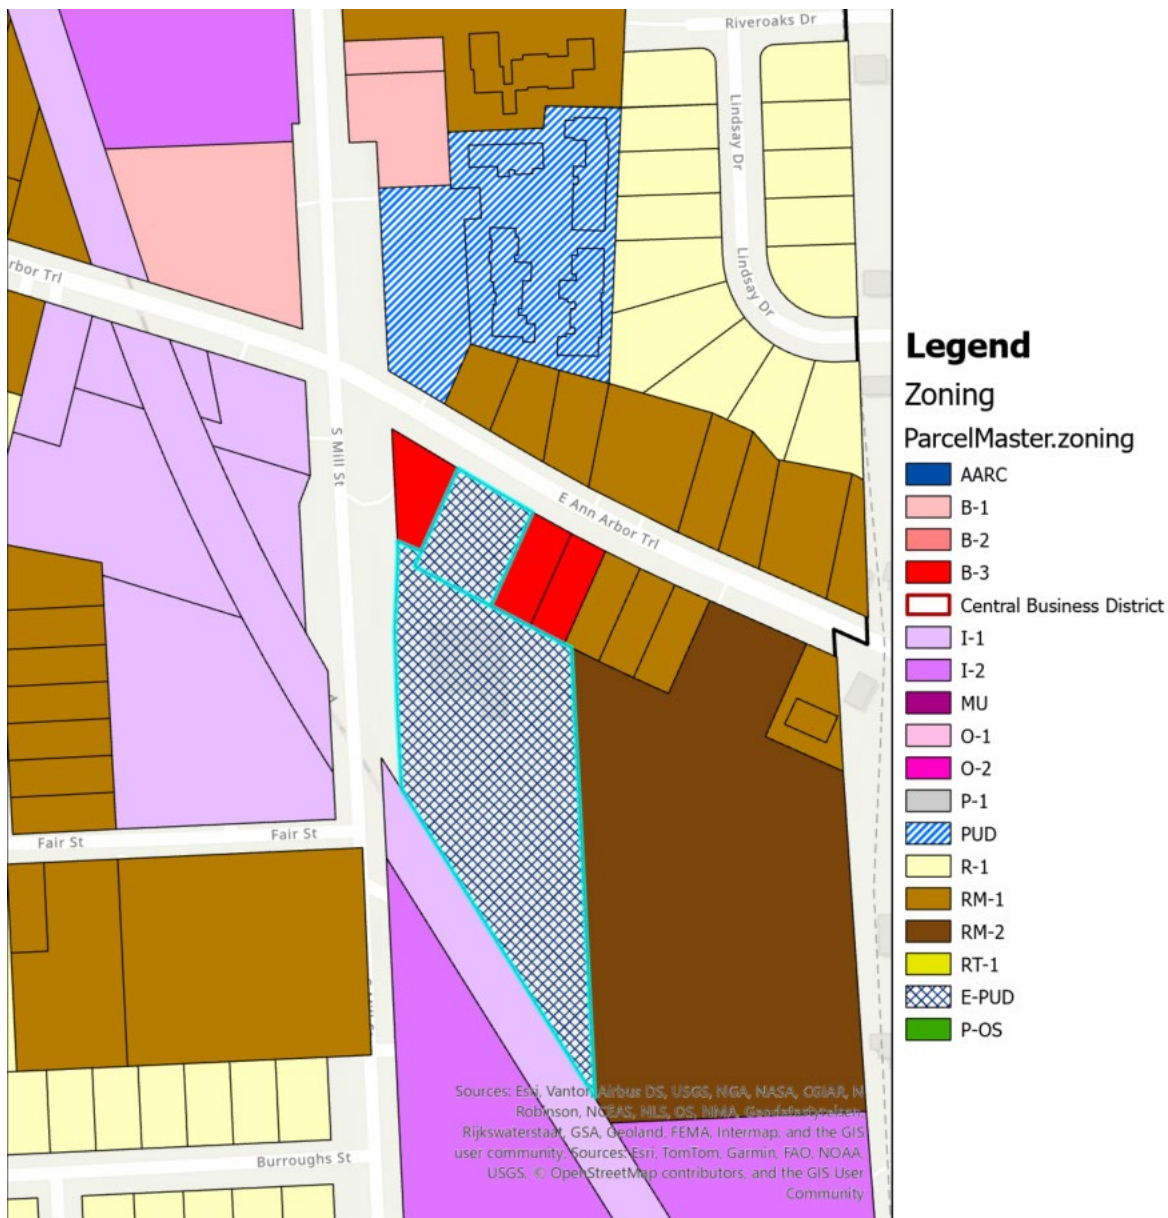 Riveroaks Dr
Lindsay Dr
Lindsay Dr
rbor Trl
S Mill St
E Ann Arbor Trl
Fair St
Fair St
Burroughs St
Legend
Zoning
ParcelMaster.zoning
AARC
B-1
B-2
B-3
Central Business District
I-1
I-2
MU
O-1
O-2
P-1
PUD
R-1
RM-1
RM-2
RT-1
E-PUD
P-OS
Sources: Esri, Vantor, Airbus DS, USGS, NGA, NASA, CGIAR, N
Robinson, NCEAS, NLS, OS, NMA, Geodatastyrelsen,
Rijkswaterstaat, GSA, Geoland, FEMA, Intermap, and the GIS
user community, Sources: Esri, TomTom, Garmin, FAO, NOAA,
USGS, © OpenStreetMap contributors, and the GIS User
Community